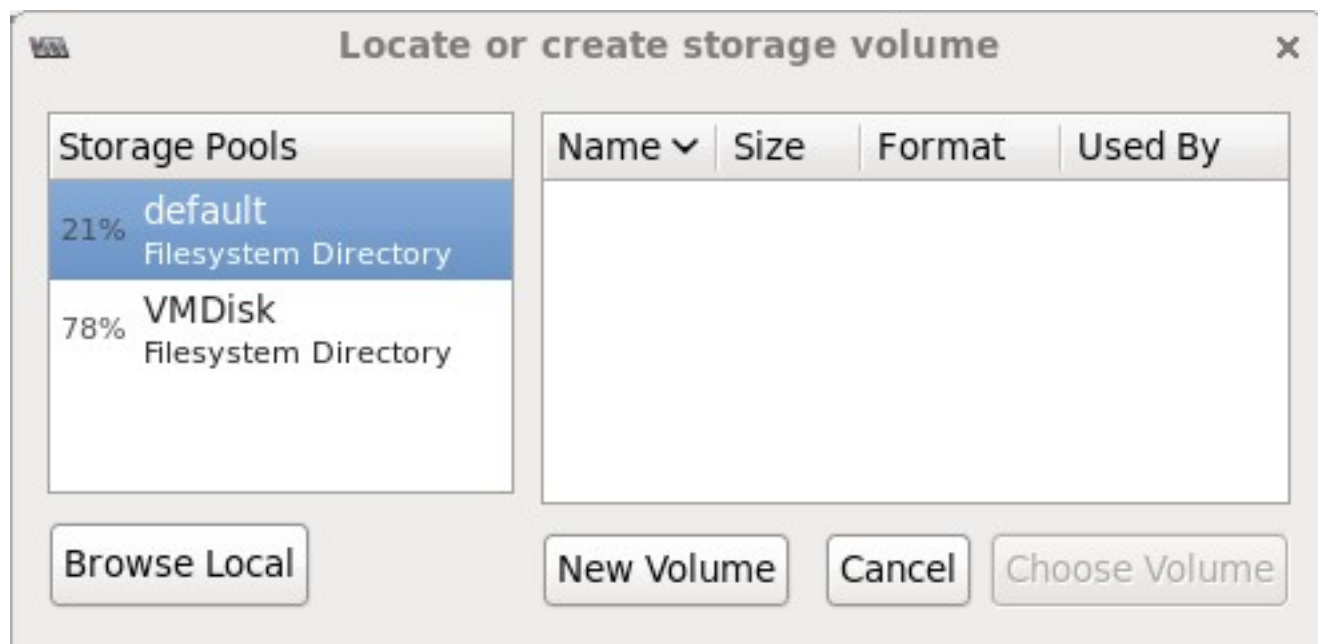 Locate or create storage volume
Storage Pools
21% default
Filesystem Directory
78% VMDisk
Filesystem Directory
Browse Local
Name Size Format Used By
New Volume Cancel Choose Volume